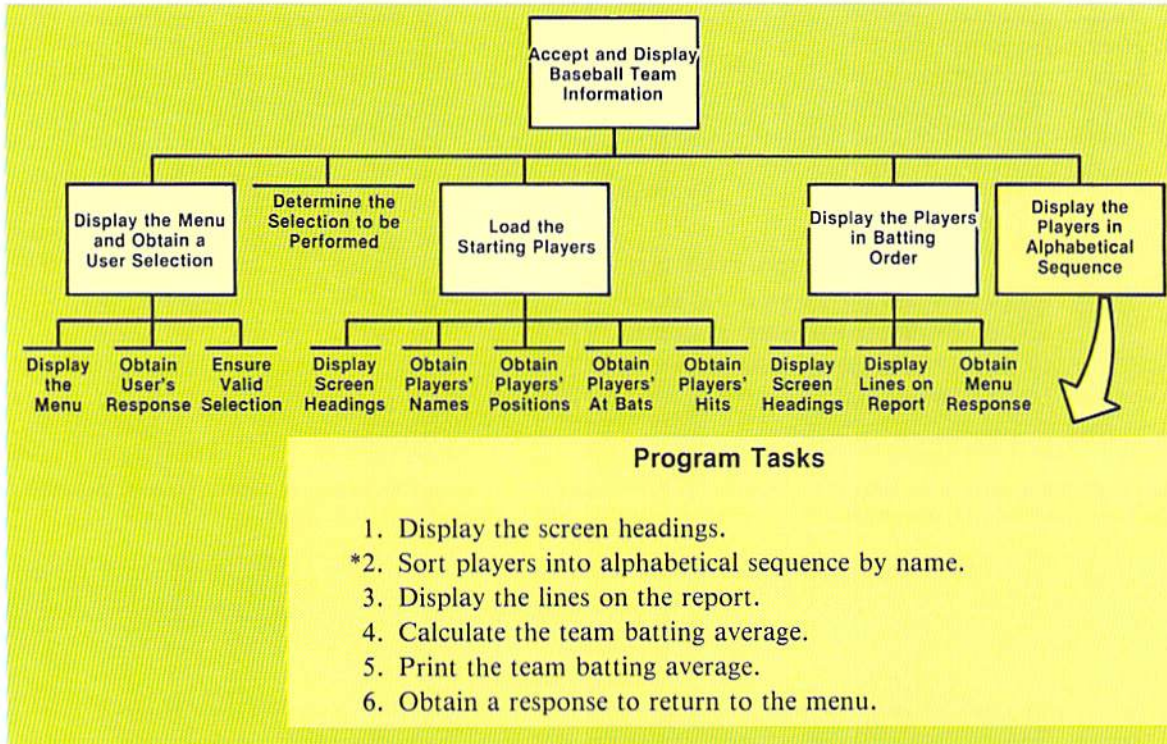 Accept and Display
Baseball Team
Information
Display the Menu
and Obtain a
User Selection
Determine the
Selection to be
Performed
Load the
Starting Players
Display the Players
in Batting
Order
Display the
Players in
Alphabetical
Sequence
Display
the
Menu
Obtain
User's
Response
Ensure
Valid
Selection
Display
Screen
Headings
Obtain
Players'
Names
Obtain
Players'
Positions
Obtain
Players'
At Bats
Obtain
Players'
Hits
Display
Screen
Headings
Display
Lines on
Report
Obtain
Menu
Response
Program Tasks
1. Display the screen headings.
*2. Sort players into alphabetical sequence by name.
3. Display the lines on the report.
4. Calculate the team batting average.
5. Print the team batting average.
6. Obtain a response to return to the menu.